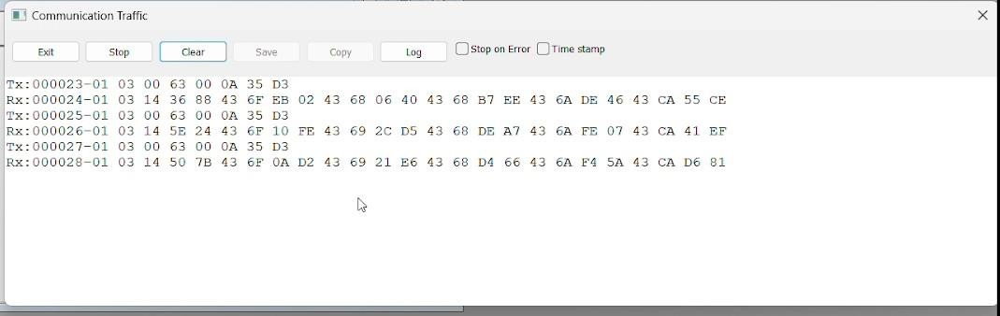 Communication Traffic
Exit Stop Clear Save Copy Log Stop on Error Time stamp
Tx:000023-01 03 00 63 00 0A 35 D3
Rx:000024-01 03 14 36 88 43 6F EB 02 43 68 06 40 43 68 B7 EE 43 6A DE 46 43 CA 55 CE
Tx:000025-01 03 00 63 00 0A 35 D3
Rx:000026-01 03 14 5E 24 43 6F 10 FE 43 69 2C D5 43 68 DE A7 43 6A FE 07 43 CA 41 EF
Tx:000027-01 03 00 63 00 0A 35 D3
Rx:000028-01 03 14 50 7B 43 6F 0A D2 43 69 21 E6 43 68 D4 66 43 6A F4 5A 43 CA D6 81